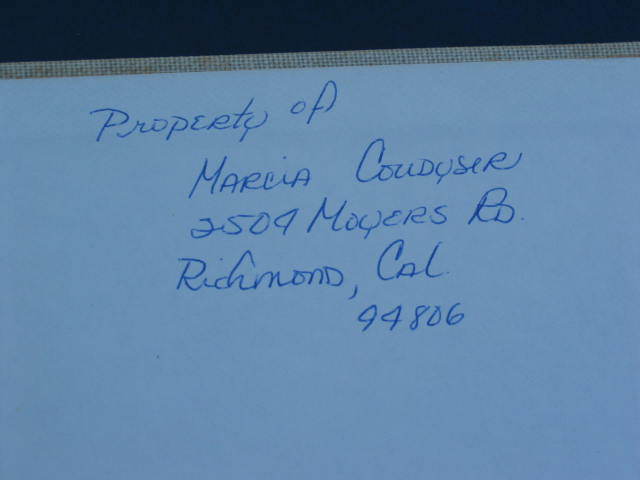 Property of
Marcia Coudyser
2504 Moyers Rd.
Richmond, Cal.
94806